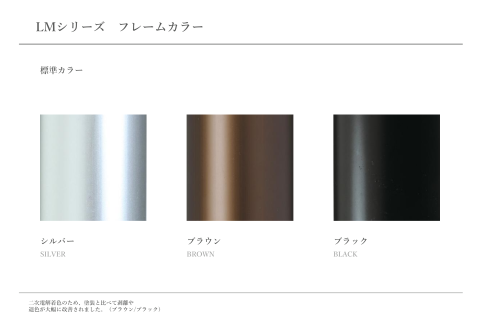 LMシリーズ　フレームカラー
標準カラー
シルバー
SILVER
ブラウン
BROWN
ブラック
BLACK
二次電解着色のため、塗装と比べて剥離や
退色が大幅に改善されました。（ブラウン/ブラック）